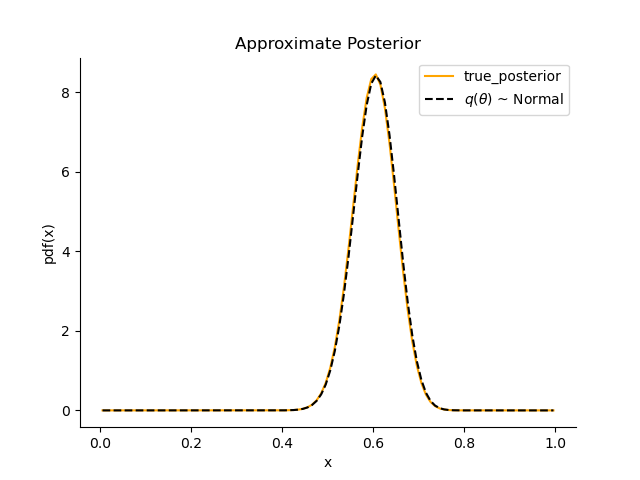 Approximate Posterior
true_posterior
q(θ) ~ Normal
pdf(x)
8
6
4
2
0
0.0 0.2 0.4 0.6 0.8 1.0
x